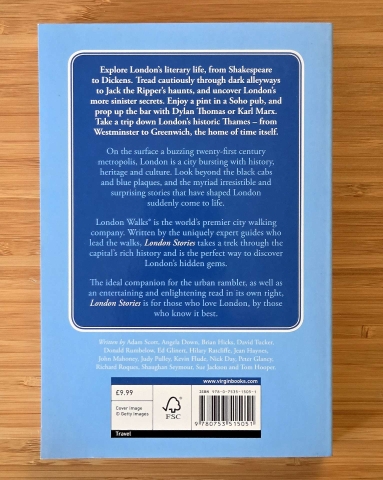 Explore London's literary life, from Shakespeare
to Dickens. Tread cautiously through dark alleyways
to Jack the Ripper's haunts, and uncover London's
more sinister secrets. Enjoy a pint in a Soho pub, and
prop up the bar with Dylan Thomas or Karl Marx.
Take a trip down London's historic Thames – from
Westminster to Greenwich, the home of time itself.
On the surface a buzzing twenty-first century
metropolis, London is a city bursting with history,
heritage and culture. Look beyond the black cabs
and blue plaques, and the myriad irresistible and
surprising stories that have shaped London
suddenly come to life.
London Walks® is the world's premier city walking
company. Written by the uniquely expert guides who
lead the walks, London Stories takes a trek through the
capital's rich history and is the perfect way to discover
London's hidden gems.
The ideal companion for the urban rambler, as well as
an entertaining and enlightening read in its own right,
London Stories is for those who love London, by those
who know it best.
Written by Adam Scott, Angela Down, Brian Hicks, David Tucker,
Donald Rumbelow, Ed Glinert, Hilary Ratcliffe, Jean Haynes,
John Mahoney, Judy Pulley, Kevin Flude, Nick Day, Peter Glancy,
Richard Roques, Shaughan Seymour, Sue Jackson and Tom Hooper.
www.virginbooks.com
£9.99
Cover image
© Getty Images
FSC
ISBN 978-0-7535-1505-1
9 780753 515051
Travel